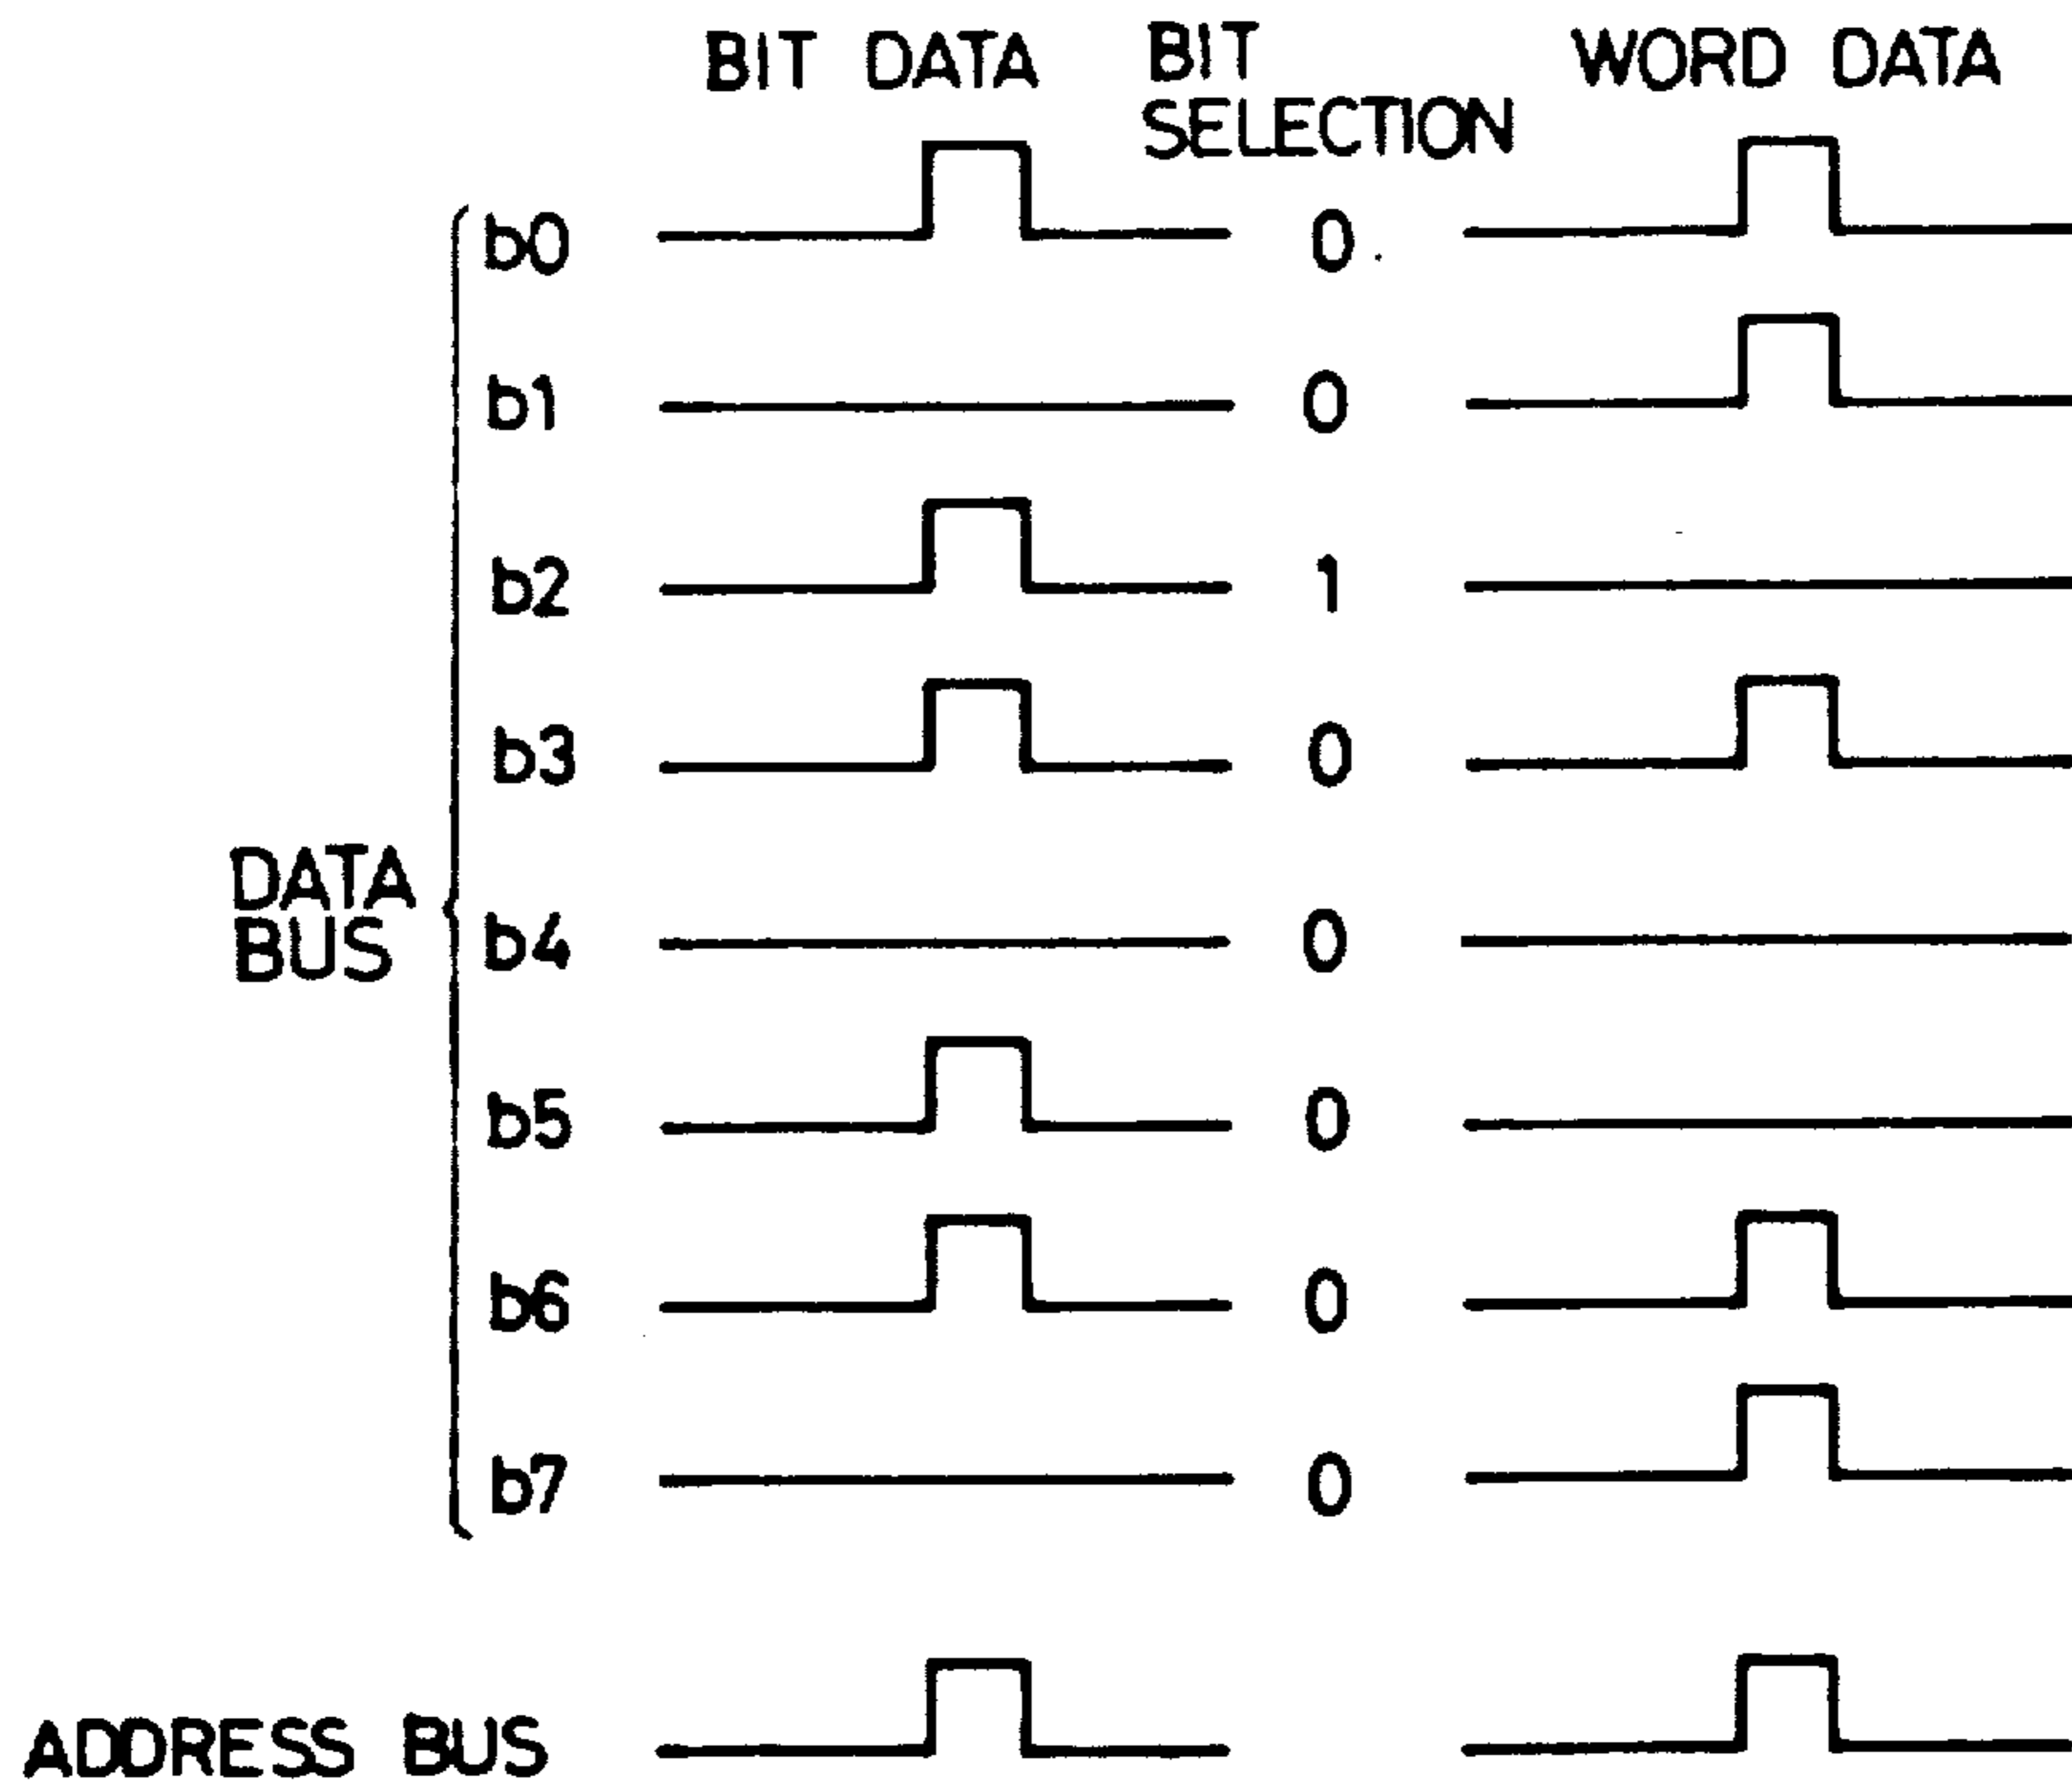 BIT DATA
BIT
SELECTION
WORD DATA
b0
0
b1
0
b2
1
b3
0
DATA
BUS
b4
0
b5
0
b6
0
b7
0
ADDRESS BUS